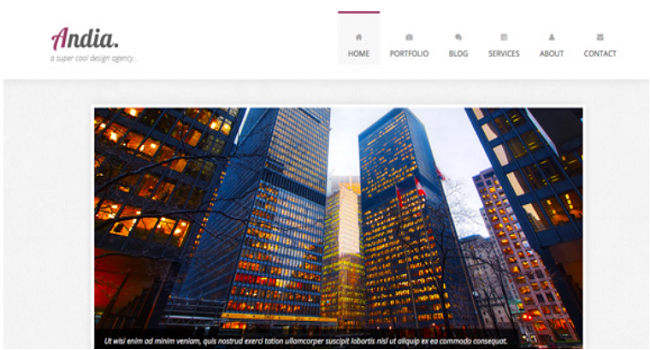 Andia.
a super cool design agency...
HOME PORTFOLIO BLOG SERVICES ABOUT CONTACT
Ut wisi enim ad minim veniam, quis nostrud exerci tation ullamcorper suscipit lobortis nisl ut aliquip ex ea commodo consequat.